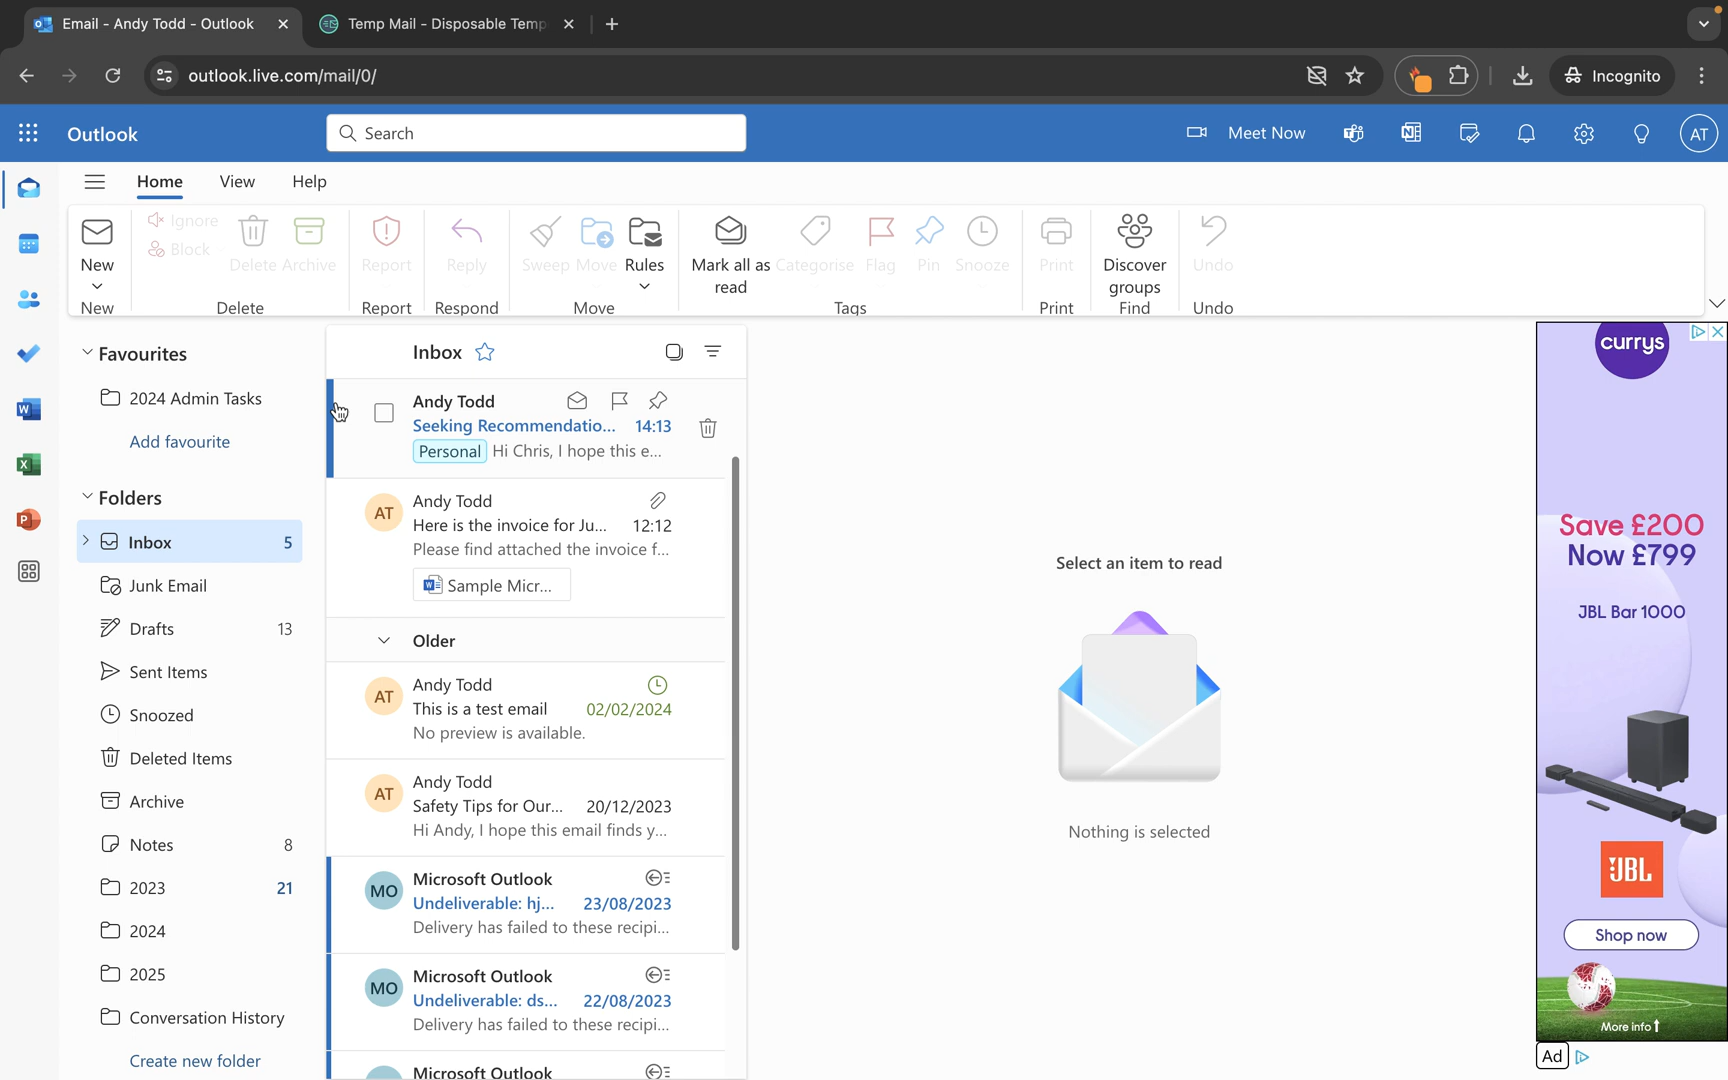 Email - Andy Todd - Outlook
Temp Mail - Disposable Temp
outlook.live.com/mail/0/
Incognito
Outlook
Search
Meet Now
AT
Home View Help
New
Ignore
Block
Delete Archive
Report
Reply
Sweep Move Rules
Mark all as read
Categorise Flag Pin Snooze
Print
Discover groups
Undo
New Delete Report Respond Move Tags Print Find Undo
Favourites
2024 Admin Tasks
Add favourite
Folders
Inbox 5
Junk Email
Drafts 13
Sent Items
Snoozed
Deleted Items
Archive
Notes 8
2023 21
2024
2025
Conversation History
Create new folder
Inbox
Andy Todd
Seeking Recommendatio... 14:13
Personal Hi Chris, I hope this e...
AT
Andy Todd
Here is the invoice for Ju... 12:12
Please find attached the invoice f...
Sample Micr...
Older
AT
Andy Todd
This is a test email 02/02/2024
No preview is available.
AT
Andy Todd
Safety Tips for Our... 20/12/2023
Hi Andy, I hope this email finds y...
MO
Microsoft Outlook
Undeliverable: hj... 23/08/2023
Delivery has failed to these recipi...
MO
Microsoft Outlook
Undeliverable: ds... 22/08/2023
Delivery has failed to these recipi...
Microsoft Outlook
Select an item to read
Nothing is selected
currys
Save £200
Now £799
JBL Bar 1000
JBL
Shop now
More info
Ad